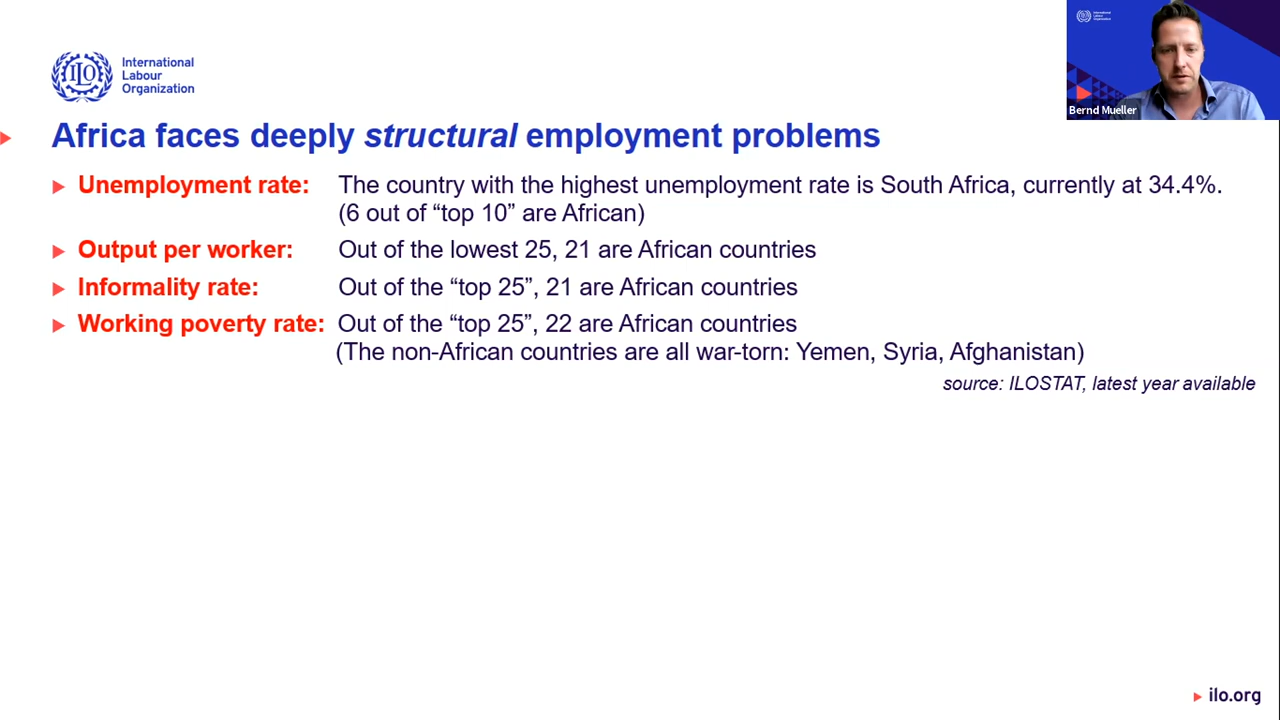 International
Labour
Organization
Bernd Mueller
Africa faces deeply structural employment problems
Unemployment rate: The country with the highest unemployment rate is South Africa, currently at 34.4%.
(6 out of “top 10” are African)
Output per worker: Out of the lowest 25, 21 are African countries
Informality rate: Out of the “top 25”, 21 are African countries
Working poverty rate: Out of the “top 25”, 22 are African countries
(The non-African countries are all war-torn: Yemen, Syria, Afghanistan)
source: ILOSTAT, latest year available
ilo.org